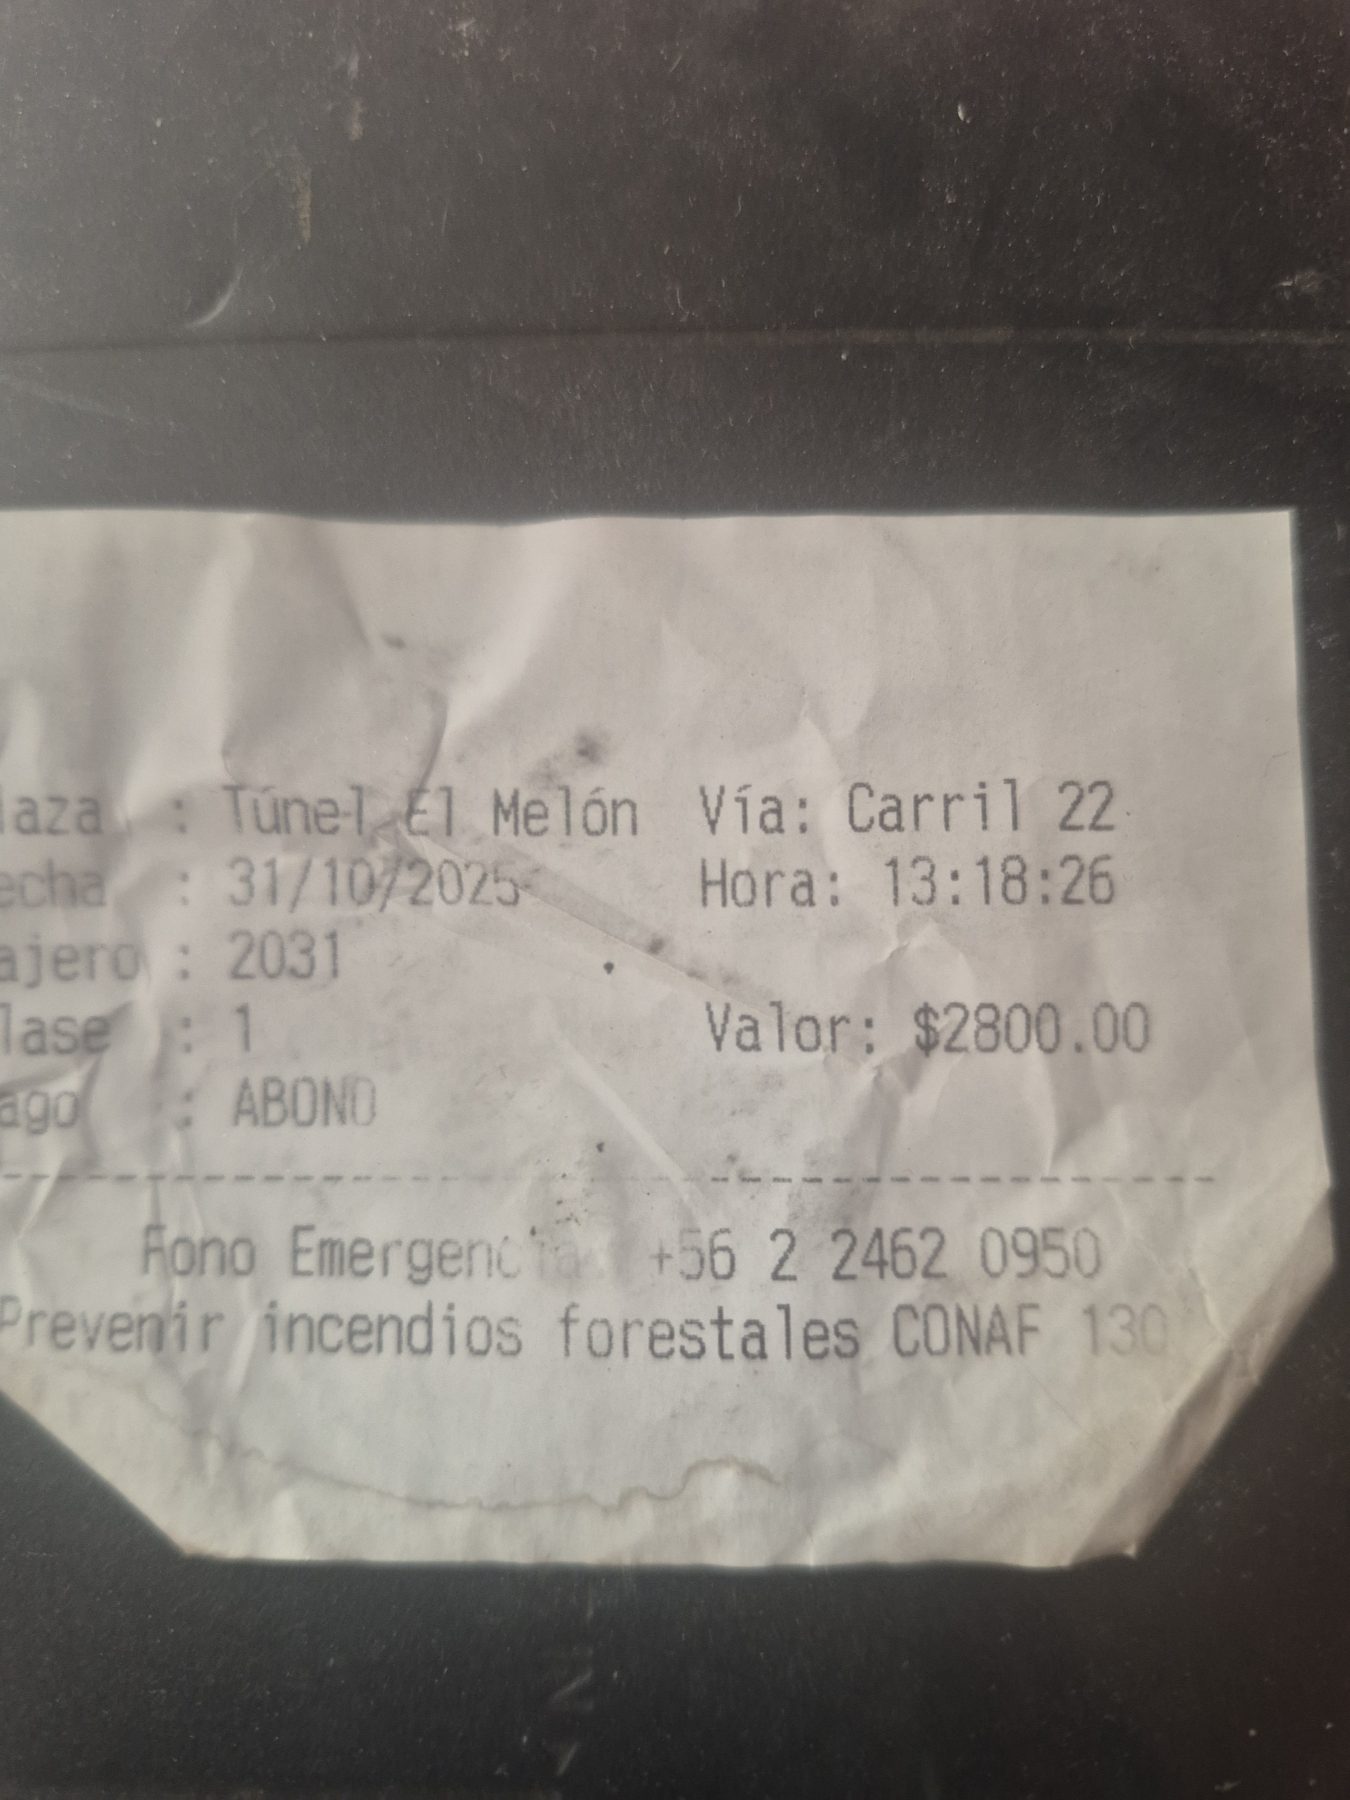 laza : Túnel El Melón Vía: Carril 22
echa : 31/10/2025 Hora: 13:18:26
ajero : 2031
lase : 1 Valor: $2800.00
ago : ABONO
--------------------------------
Fono Emergencia +56 2 2462 0950
Prevenir incendios forestales CONAF 130